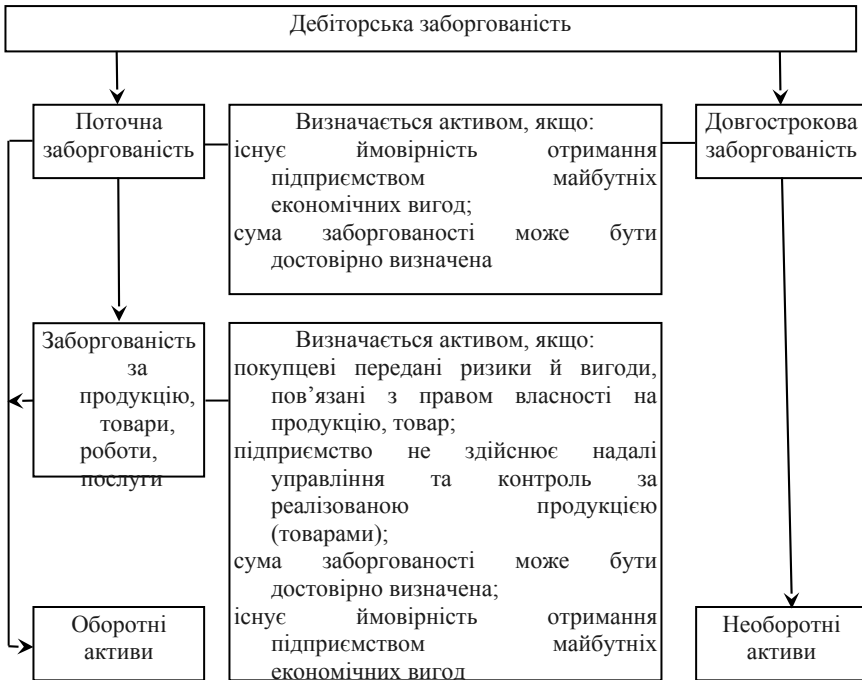 Дебіторська заборгованість
Поточна
заборгованість
Визначається активом, якщо:
існує ймовірність отримання
підприємством майбутніх
економічних вигод;
сума заборгованості може бути
достовірно визначена
Довгострокова
заборгованість
Заборгованість
за
продукцію,
товари,
роботи,
послуги
Визначається активом, якщо:
покупцеві передані ризики й вигоди,
пов’язані з правом власності на
продукцію, товар;
підприємство не здійснює надалі
управління та контроль за
реалізованою продукцією
(товарами);
сума заборгованості може бути
достовірно визначена;
існує ймовірність отримання
підприємством майбутніх
економічних вигод
Оборотні
активи
Необоротні
активи